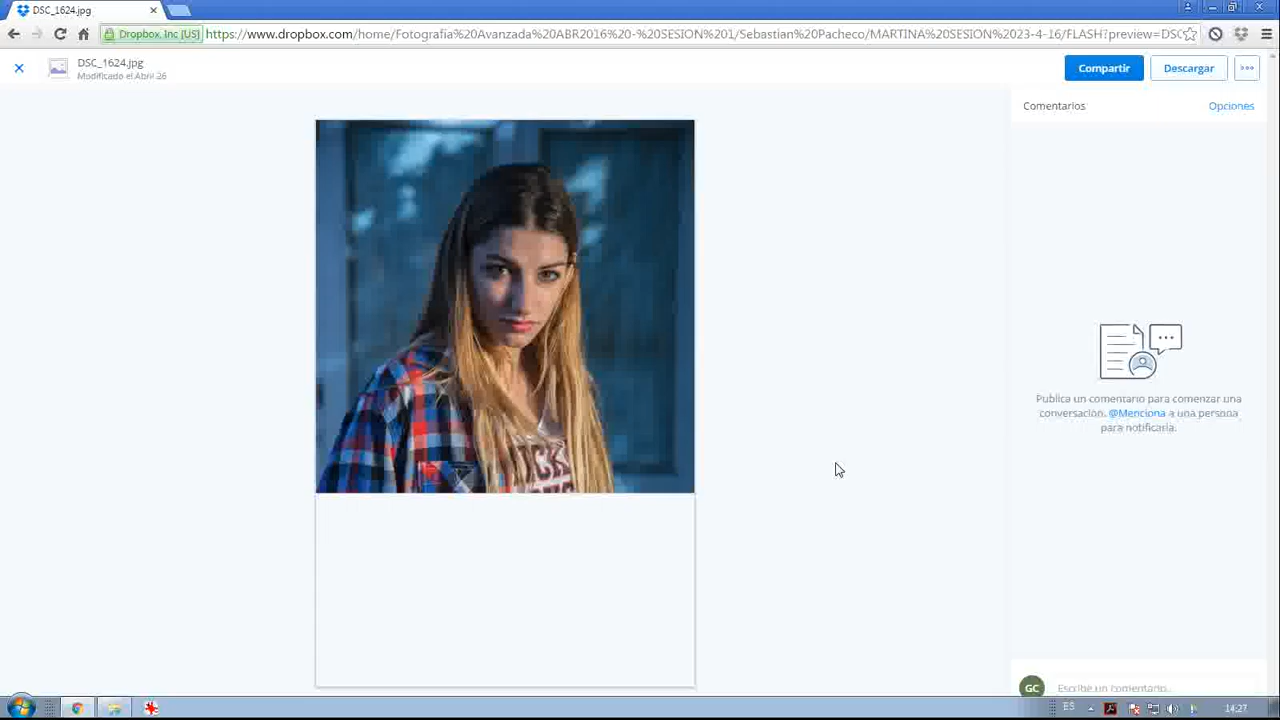 DSC_1624.jpg
Dropbox, Inc [US] https://www.dropbox.com/home/Fotografia%20Avanzada%20ABR2016%20-%20SESION%201/Sebastian%20Pacheco/MARTINA%20SESION%2023-4-16/FLASH?preview=DSC
DSC_1624.jpg
Modificado el Abril 26
Compartir
Descargar
Comentarios
Opciones
Publica un comentario para comenzar una
conversación. @Menciona a una persona
para notificarla.
GC
Escribe un comentario...
ES
14:27